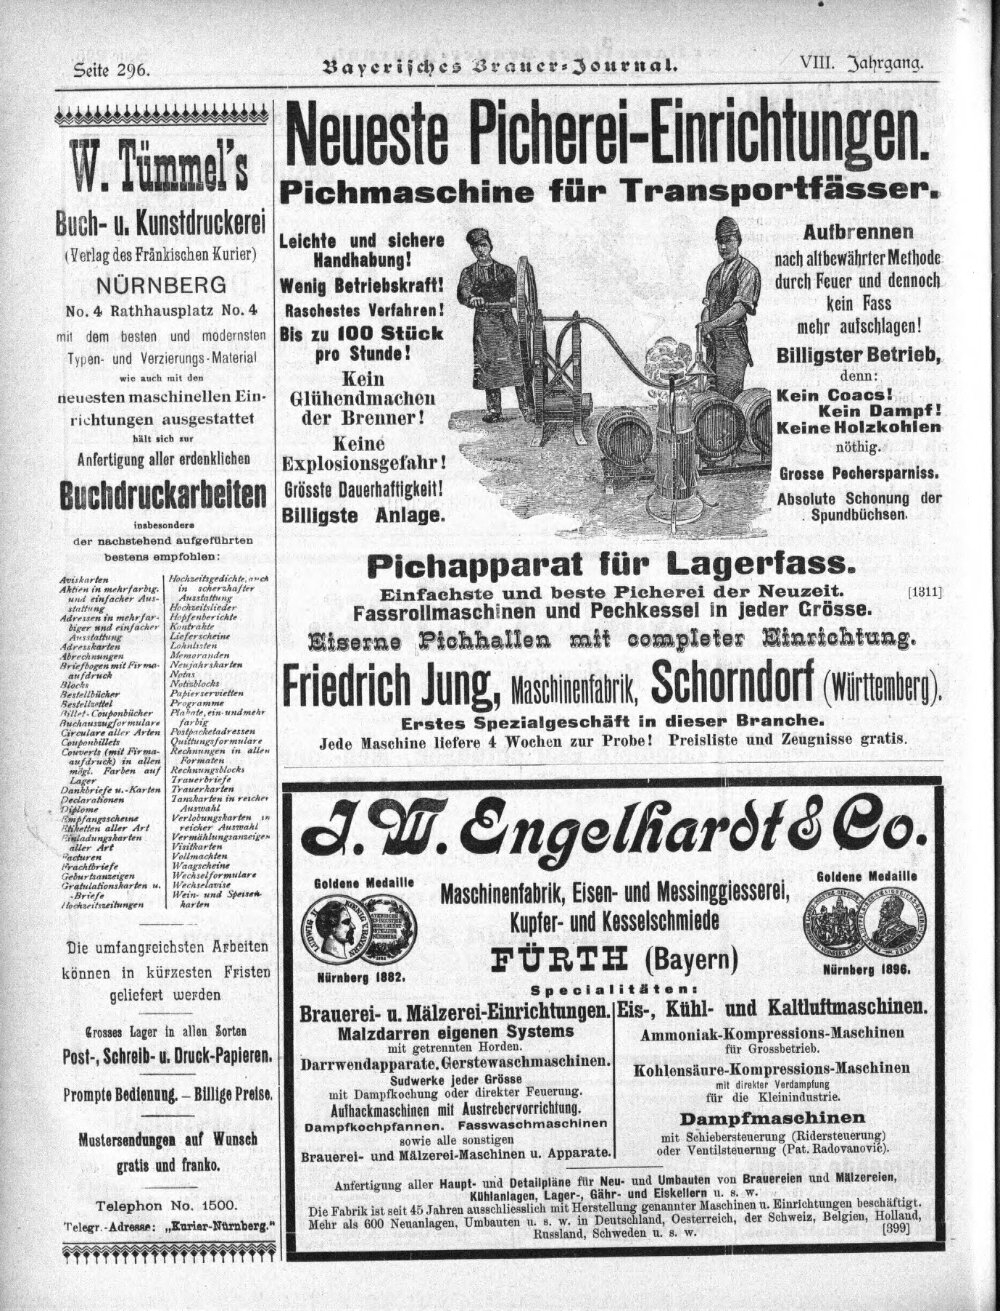 Seite 296.
Bayerisches Brauer-Journal.
VIII. Jahrgang.
W. Tümmel's
Buch- u. Kunstdruckerei
(Verlag des Fränkischen Kurier)
NÜRNBERG
No. 4 Rathhausplatz No. 4
mit dem besten und modernsten
Typen- und Verzierungs-Material
wie auch mit den
neuesten maschinellen Ein-
richtungen ausgestattet
hält sich zur
Anfertigung aller erdenklichen
Buchdruckarbeiten
insbesondere
der nachstehend aufgeführten
bestens empfohlen:
Aviskarten
Aktien in mehrfarbig.
und einfacher Aus-
stattung
Adressen in mehrfar-
biger und einfacher
Ausstattung
Adresskarten
Abrechnungen
Briefbogen mit Firma-
aufdruck
Blocks
Bestellbücher
Bestellzettel
Billet-Couponbücher
Buchauszugformulare
Circulare aller Arten
Couponbillets
Couverts (mit Firma-
aufdruck) in allen
mögl. Farben auf
Lager
Dankbriefe u.-Karten
Declarationen
Diplome
Empfangsscheine
Etiketten aller Art
Einladungskarten
aller Art
Facturen
Frachtbriefe
Geburtsanzeigen
Gratulationskarten u.
-Briefe
Hochzeitszeitungen
Hochzeitsgedichte, auch
in scherzhafter
Ausstattung
Hochzeitslieder
Hopfenberichte
Kontrakte
Lieferscheine
Lohnlisten
Memoranden
Neujahrskarten
Notas
Notizblocks
Papierservietten
Programme
Plakate, ein- und mehr
farbig
Postpacketadressen
Quittungsformulare
Rechnungen in allen
Formaten
Rechnungsblocks
Trauerbriefe
Trauerkarten
Tanzkarten in reicher
Auswahl
Verlobungskarten in
reicher Auswahl
Vermählungsanzeigen
Visitkarten
Vollmachten
Waagscheine
Wechselformulare
Wechselavise
Wein- und Speisen-
karten
Die umfangreichsten Arbeiten
können in kürzesten Fristen
geliefert werden
Grosses Lager in allen Sorten
Post-, Schreib- u. Druck-Papieren.
Prompte Bedienung. – Billige Preise.
Mustersendungen auf Wunsch
gratis und franko.
Telephon No. 1500.
Telegr.-Adresse: „Kurier-Nürnberg."
Neueste Picherei-Einrichtungen.
Pichmaschine für Transportfässer.
Leichte und sichere
Handhabung!
Wenig Betriebskraft!
Raschestes Verfahren!
Bis zu 100 Stück
pro Stunde!
Kein
Glühendmachen
der Brenner!
Keine
Explosionsgefahr!
Grösste Dauerhaftigkeit!
Billigste Anlage.
Aufbrennen
nach altbewährter Methode
durch Feuer und dennoch
kein Fass
mehr aufschlagen!
Billigster Betrieb,
denn:
Kein Coacs!
Kein Dampf!
Keine Holzkohlen
nöthig.
Grosse Pechersparniss.
Absolute Schonung der
Spundbüchsen.
Pichapparat für Lagerfass.
Einfachste und beste Picherei der Neuzeit. [1311]
Fassrollmaschinen und Pechkessel in jeder Grösse.
Eiserne Pichhallen mit completer Einrichtung.
Friedrich Jung, Maschinenfabrik, Schorndorf (Württemberg).
Erstes Spezialgeschäft in dieser Branche.
Jede Maschine liefere 4 Wochen zur Probe! Preisliste und Zeugnisse gratis.
J. W. Engelhardt & Co.
Goldene Medaille
Nürnberg 1882.
Maschinenfabrik, Eisen- und Messinggiesserei,
Kupfer- und Kesselschmiede
FÜRTH (Bayern)
Goldene Medaille
Nürnberg 1896.
Specialitäten:
Brauerei- u. Mälzerei-Einrichtungen.
Malzdarren eigenen Systems
mit getrennten Horden.
Darrwendapparate, Gerstewaschmaschinen.
Sudwerke jeder Grösse
mit Dampfkochung oder direkter Feuerung.
Aufhackmaschinen mit Austrebervorrichtung.
Dampfkochpfannen. Fasswaschmaschinen
sowie alle sonstigen
Brauerei- und Mälzerei-Maschinen u. Apparate.
Eis-, Kühl- und Kaltluftmaschinen.
Ammoniak-Kompressions-Maschinen
für Grossbetrieb.
Kohlensäure-Kompressions-Maschinen
mit direkter Verdampfung
für die Kleinindustrie.
Dampfmaschinen
mit Schiebersteuerung (Ridersteuerung)
oder Ventilsteuerung (Pat. Radovanovic).
Anfertigung aller Haupt- und Detailpläne für Neu- und Umbauten von Brauereien und Mälzereien,
Kühlanlagen, Lager-, Gähr- und Eiskellern u. s. w.
Die Fabrik ist seit 45 Jahren ausschliesslich mit Herstellung genannter Maschinen u. Einrichtungen beschäftigt.
Mehr als 600 Neuanlagen, Umbauten u. s. w. in Deutschland, Oesterreich, der Schweiz, Belgien, Holland,
Russland, Schweden u. s. w. [399]